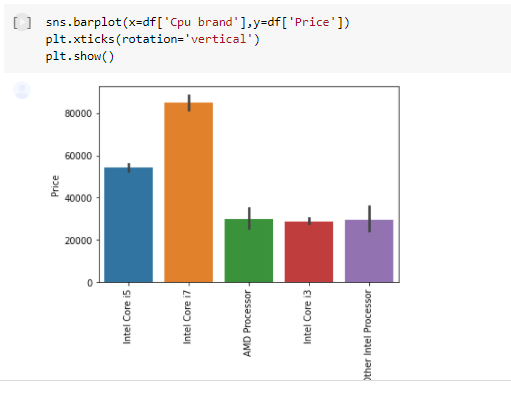 [ ] sns.barplot(x=df['Cpu brand'],y=df['Price'])
plt.xticks(rotation='vertical')
plt.show()
80000
60000
40000
20000
0
Price
Intel Core i5
Intel Core i7
AMD Processor
Intel Core i3
ther Intel Processor